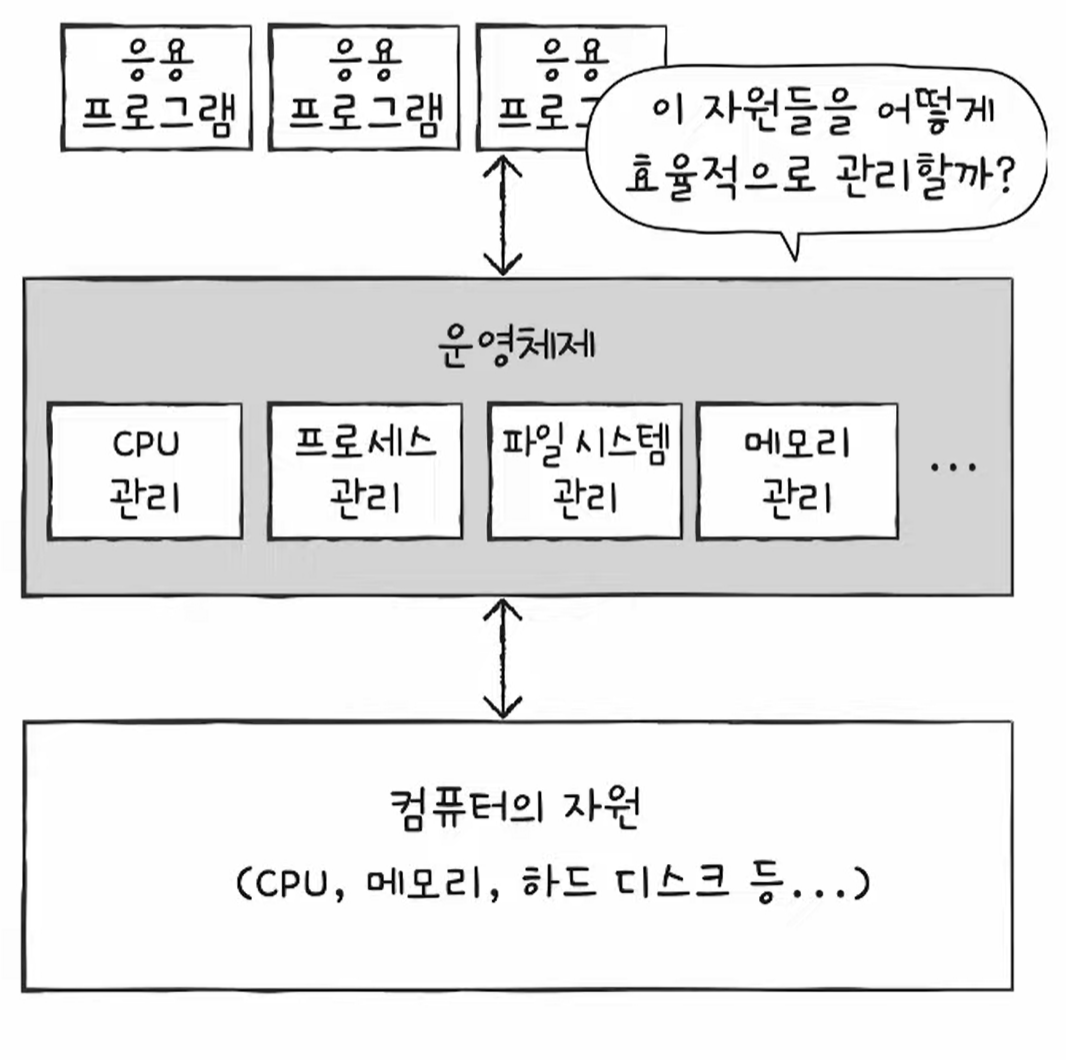 응용
프로그램
응용
프로그램
응용
프로그
이 자원들을 어떻게
효율적으로 관리할까?
운영체제
CPU
관리
프로세스
관리
파일 시스템
관리
메모리
관리
...
컴퓨터의 자원
(CPU, 메모리, 하드 디스크 등...)